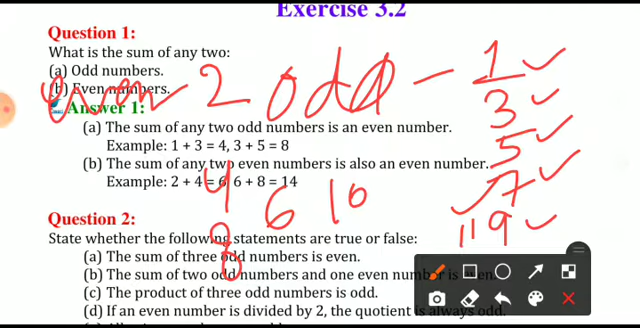 Exercise 3.2
Question 1:
What is the sum of any two:
(a) Odd numbers.
(b) Even numbers.
Answer 1:
(a) The sum of any two odd numbers is an even number.
Example: 1 + 3 = 4, 3 + 5 = 8
(b) The sum of any two even numbers is also an even number.
Example: 2 + 4 = 6, 6 + 8 = 14
Question 2:
State whether the following statements are true or false:
(a) The sum of three odd numbers is even.
(b) The sum of two odd numbers and one even number is even.
(c) The product of three odd numbers is odd.
(d) If an even number is divided by 2, the quotient is always odd.
even 2 odd - 1
3
5
7
11 9
4 6 10
8